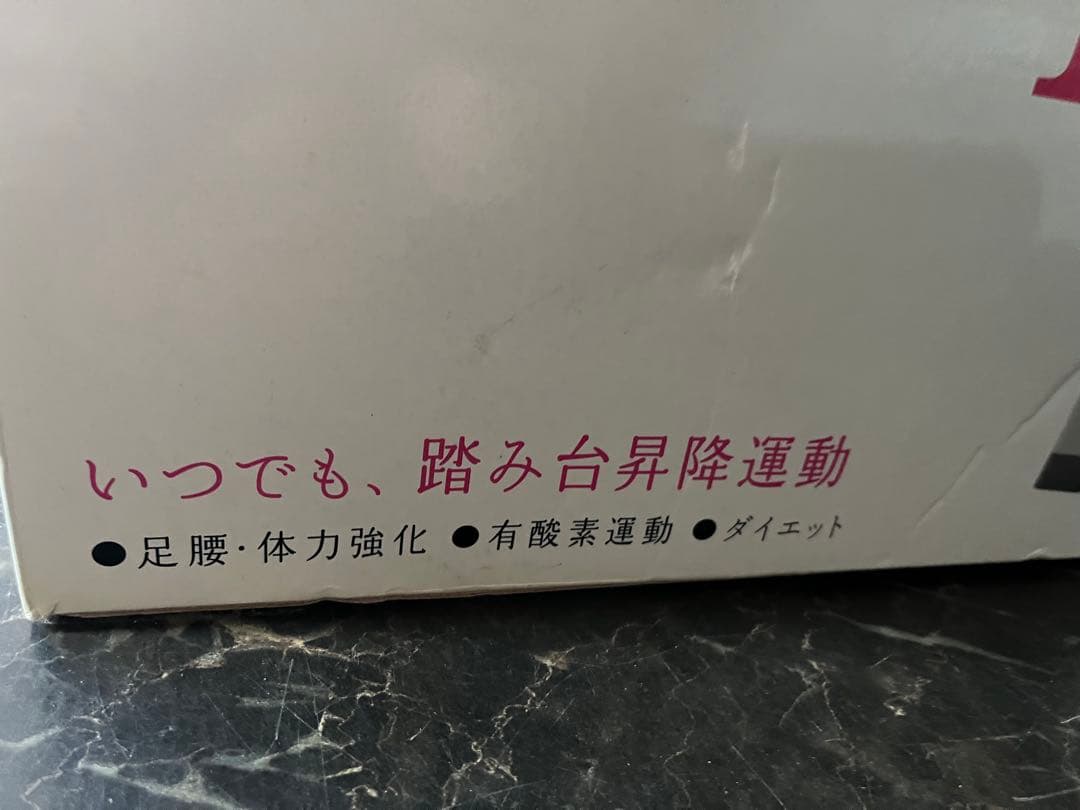 いつでも、踏み台昇降運動
●足腰・体力強化 ●有酸素運動 ●ダイエット